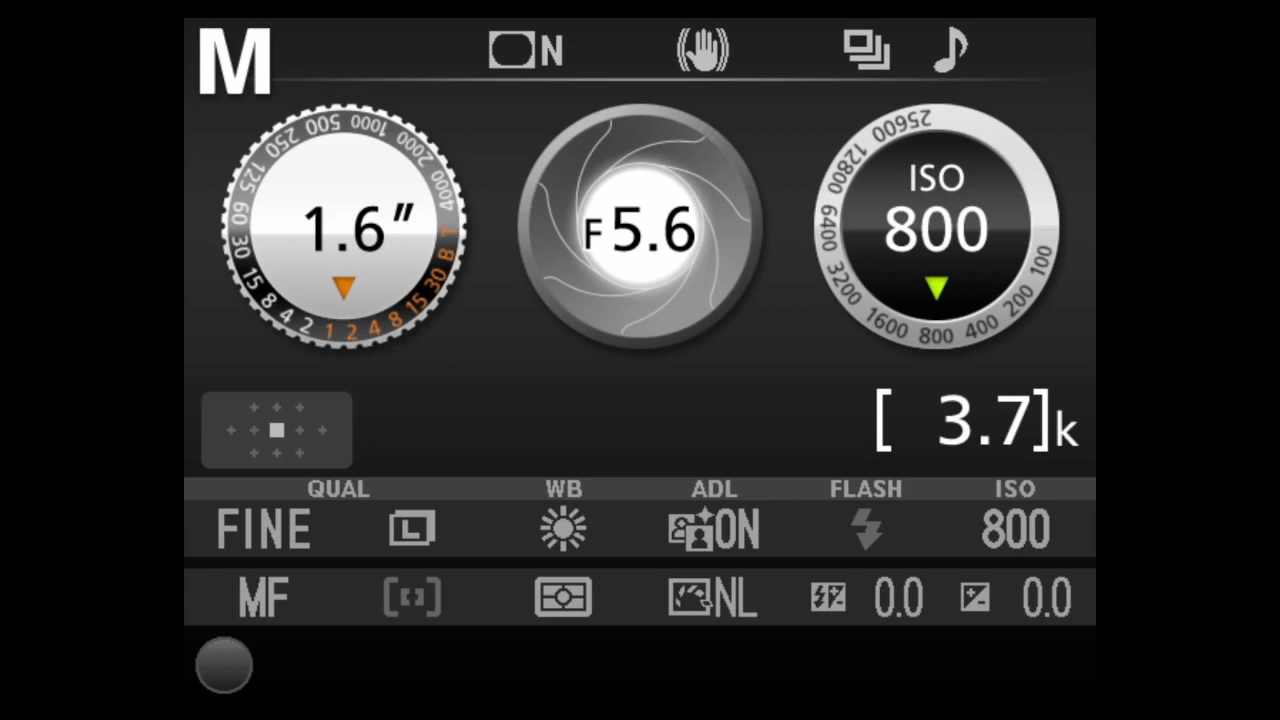 M N
4000 2000 1000 500 250 125 60 30 15 8 4 2 1 2 4 8 15 30 B T
1.6″
F5.6
25600 12800 6400 3200 1600 800 400 200 100
ISO
800
[ 3.7]k
QUAL WB ADL FLASH ISO
FINE L ON 800
MF NL 0.0 0.0